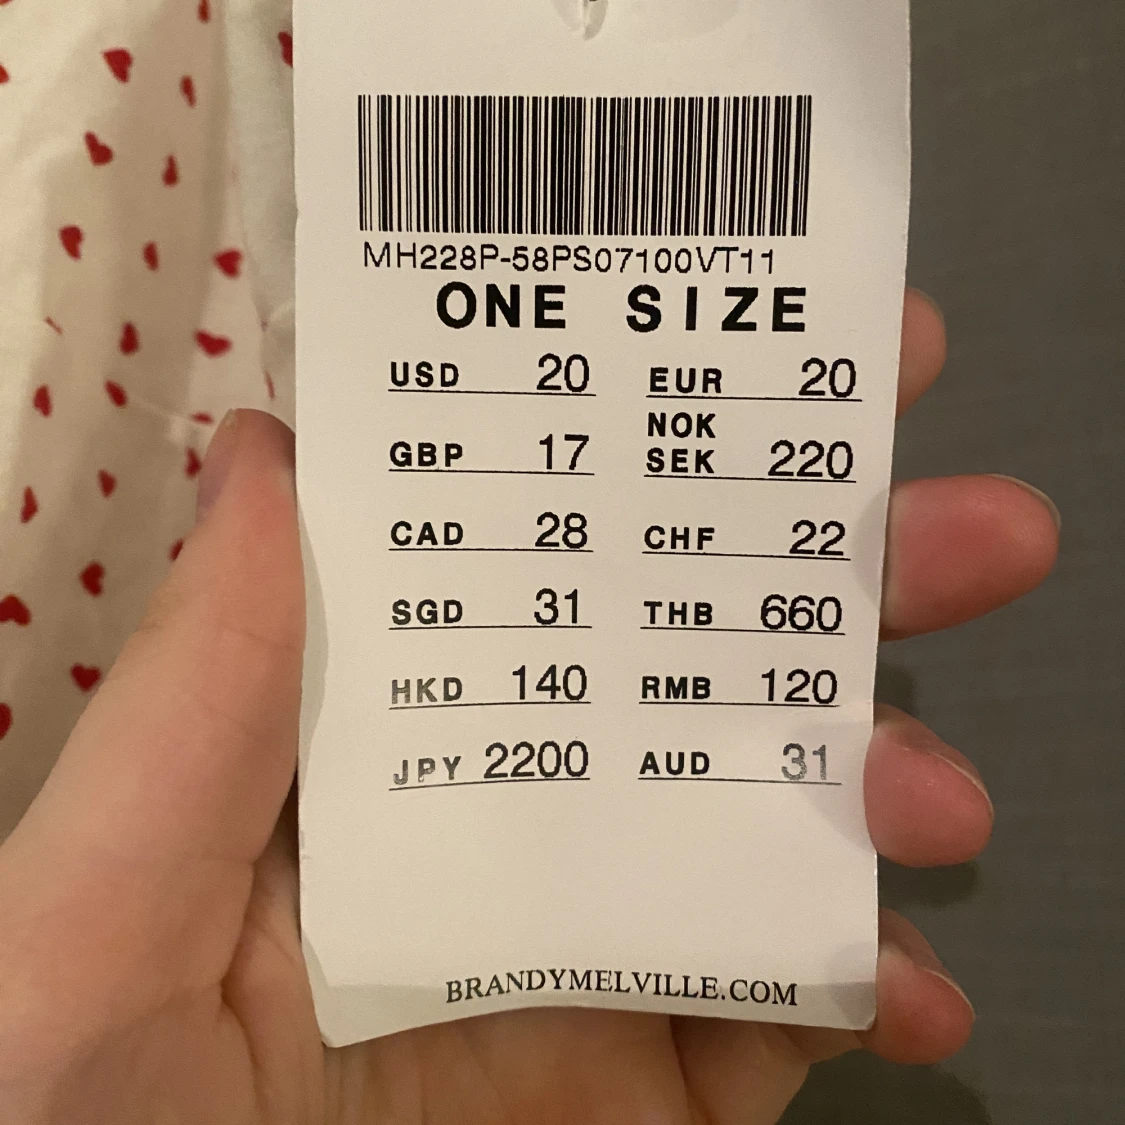 MH228P-58PS07100VT11
ONE SIZE
USD 20 EUR 20
NOK
GBP 17 SEK 220
CAD 28 CHF 22
SGD 31 THB 660
HKD 140 RMB 120
JPY 2200 AUD 31
BRANDYMELVILLE.COM